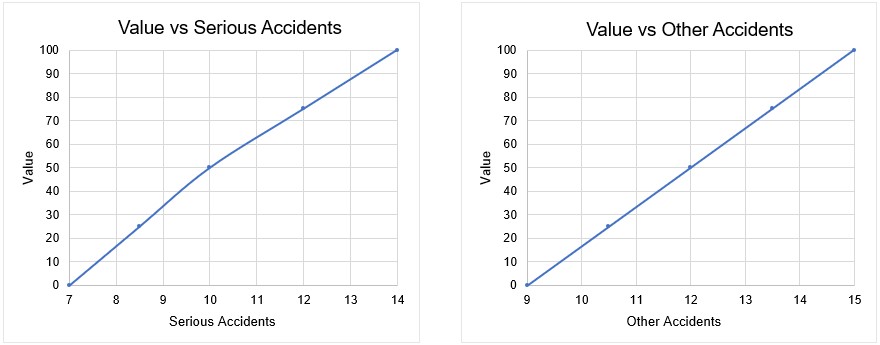 Value vs Serious Accidents
100
90
80
70
60
50
40
30
20
10
0
Value
7 8 9 10 11 12 13 14
Serious Accidents
Value vs Other Accidents
100
90
80
70
60
50
40
30
20
10
0
Value
9 10 11 12 13 14 15
Other Accidents